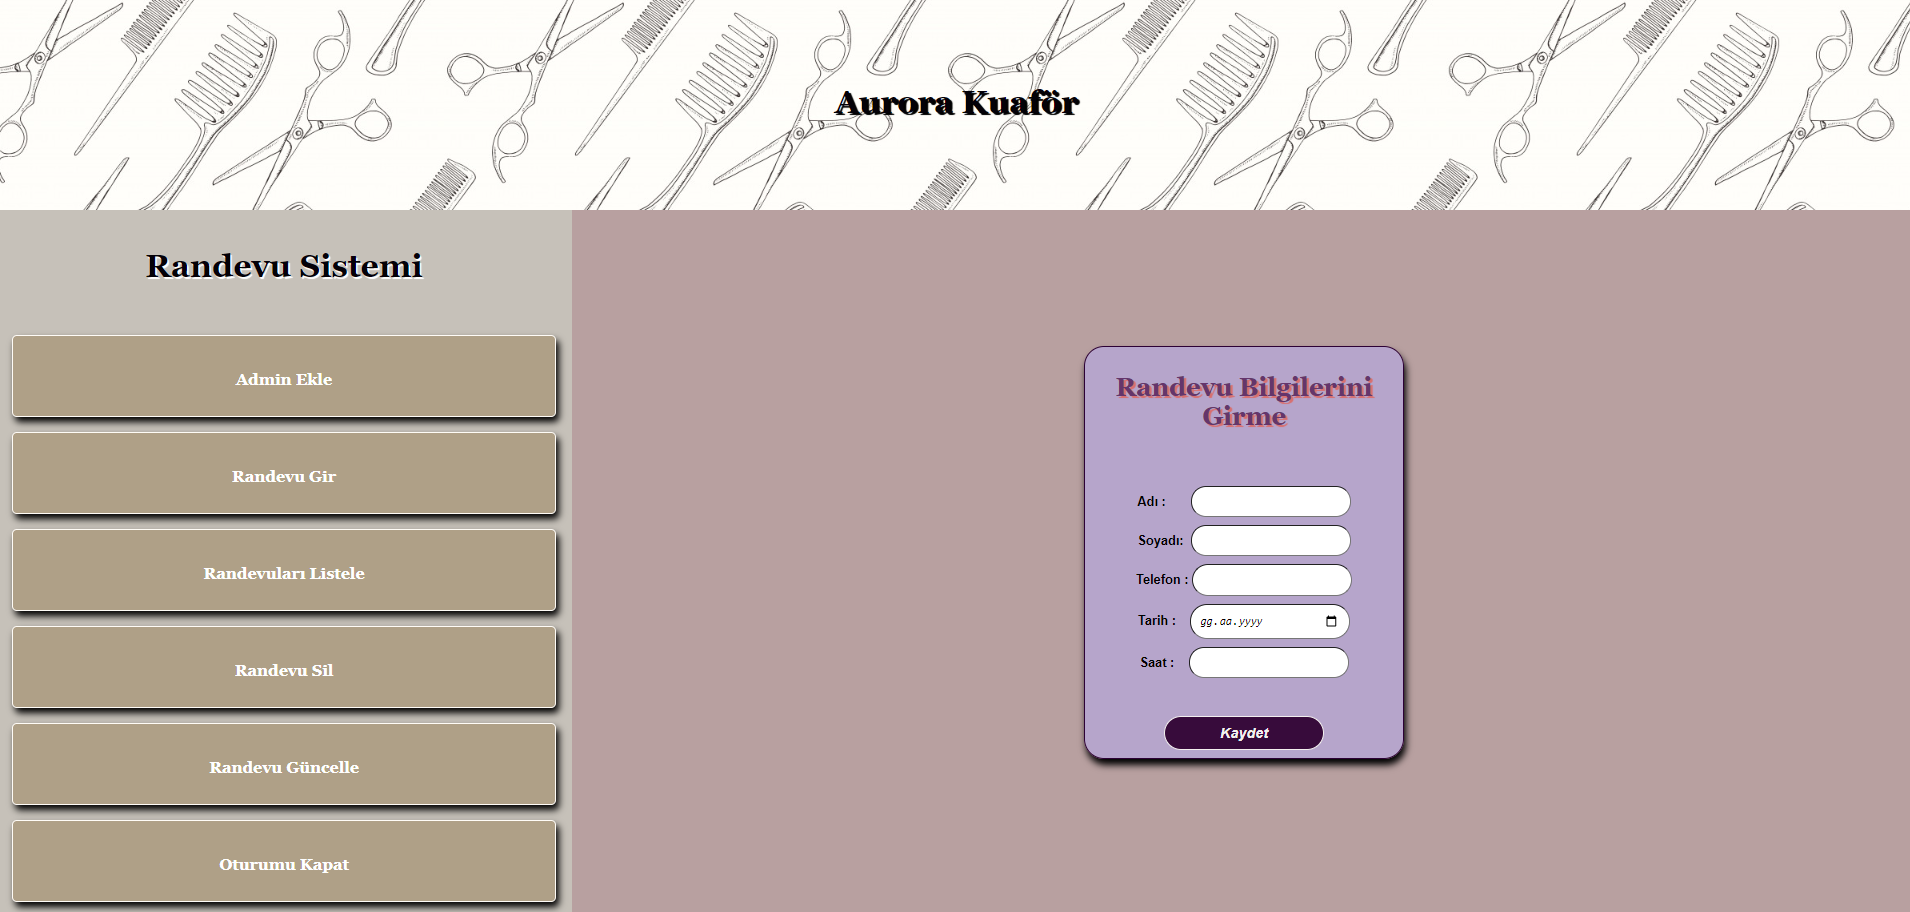 Aurora Kuaför
Randevu Sistemi
Admin Ekle
Randevu Gir
Randevuları Listele
Randevu Sil
Randevu Güncelle
Oturumu Kapat
Randevu Bilgilerini
Girme
Adı :
Soyadı:
Telefon :
Tarih : gg.aa.yyyy
Saat :
Kaydet